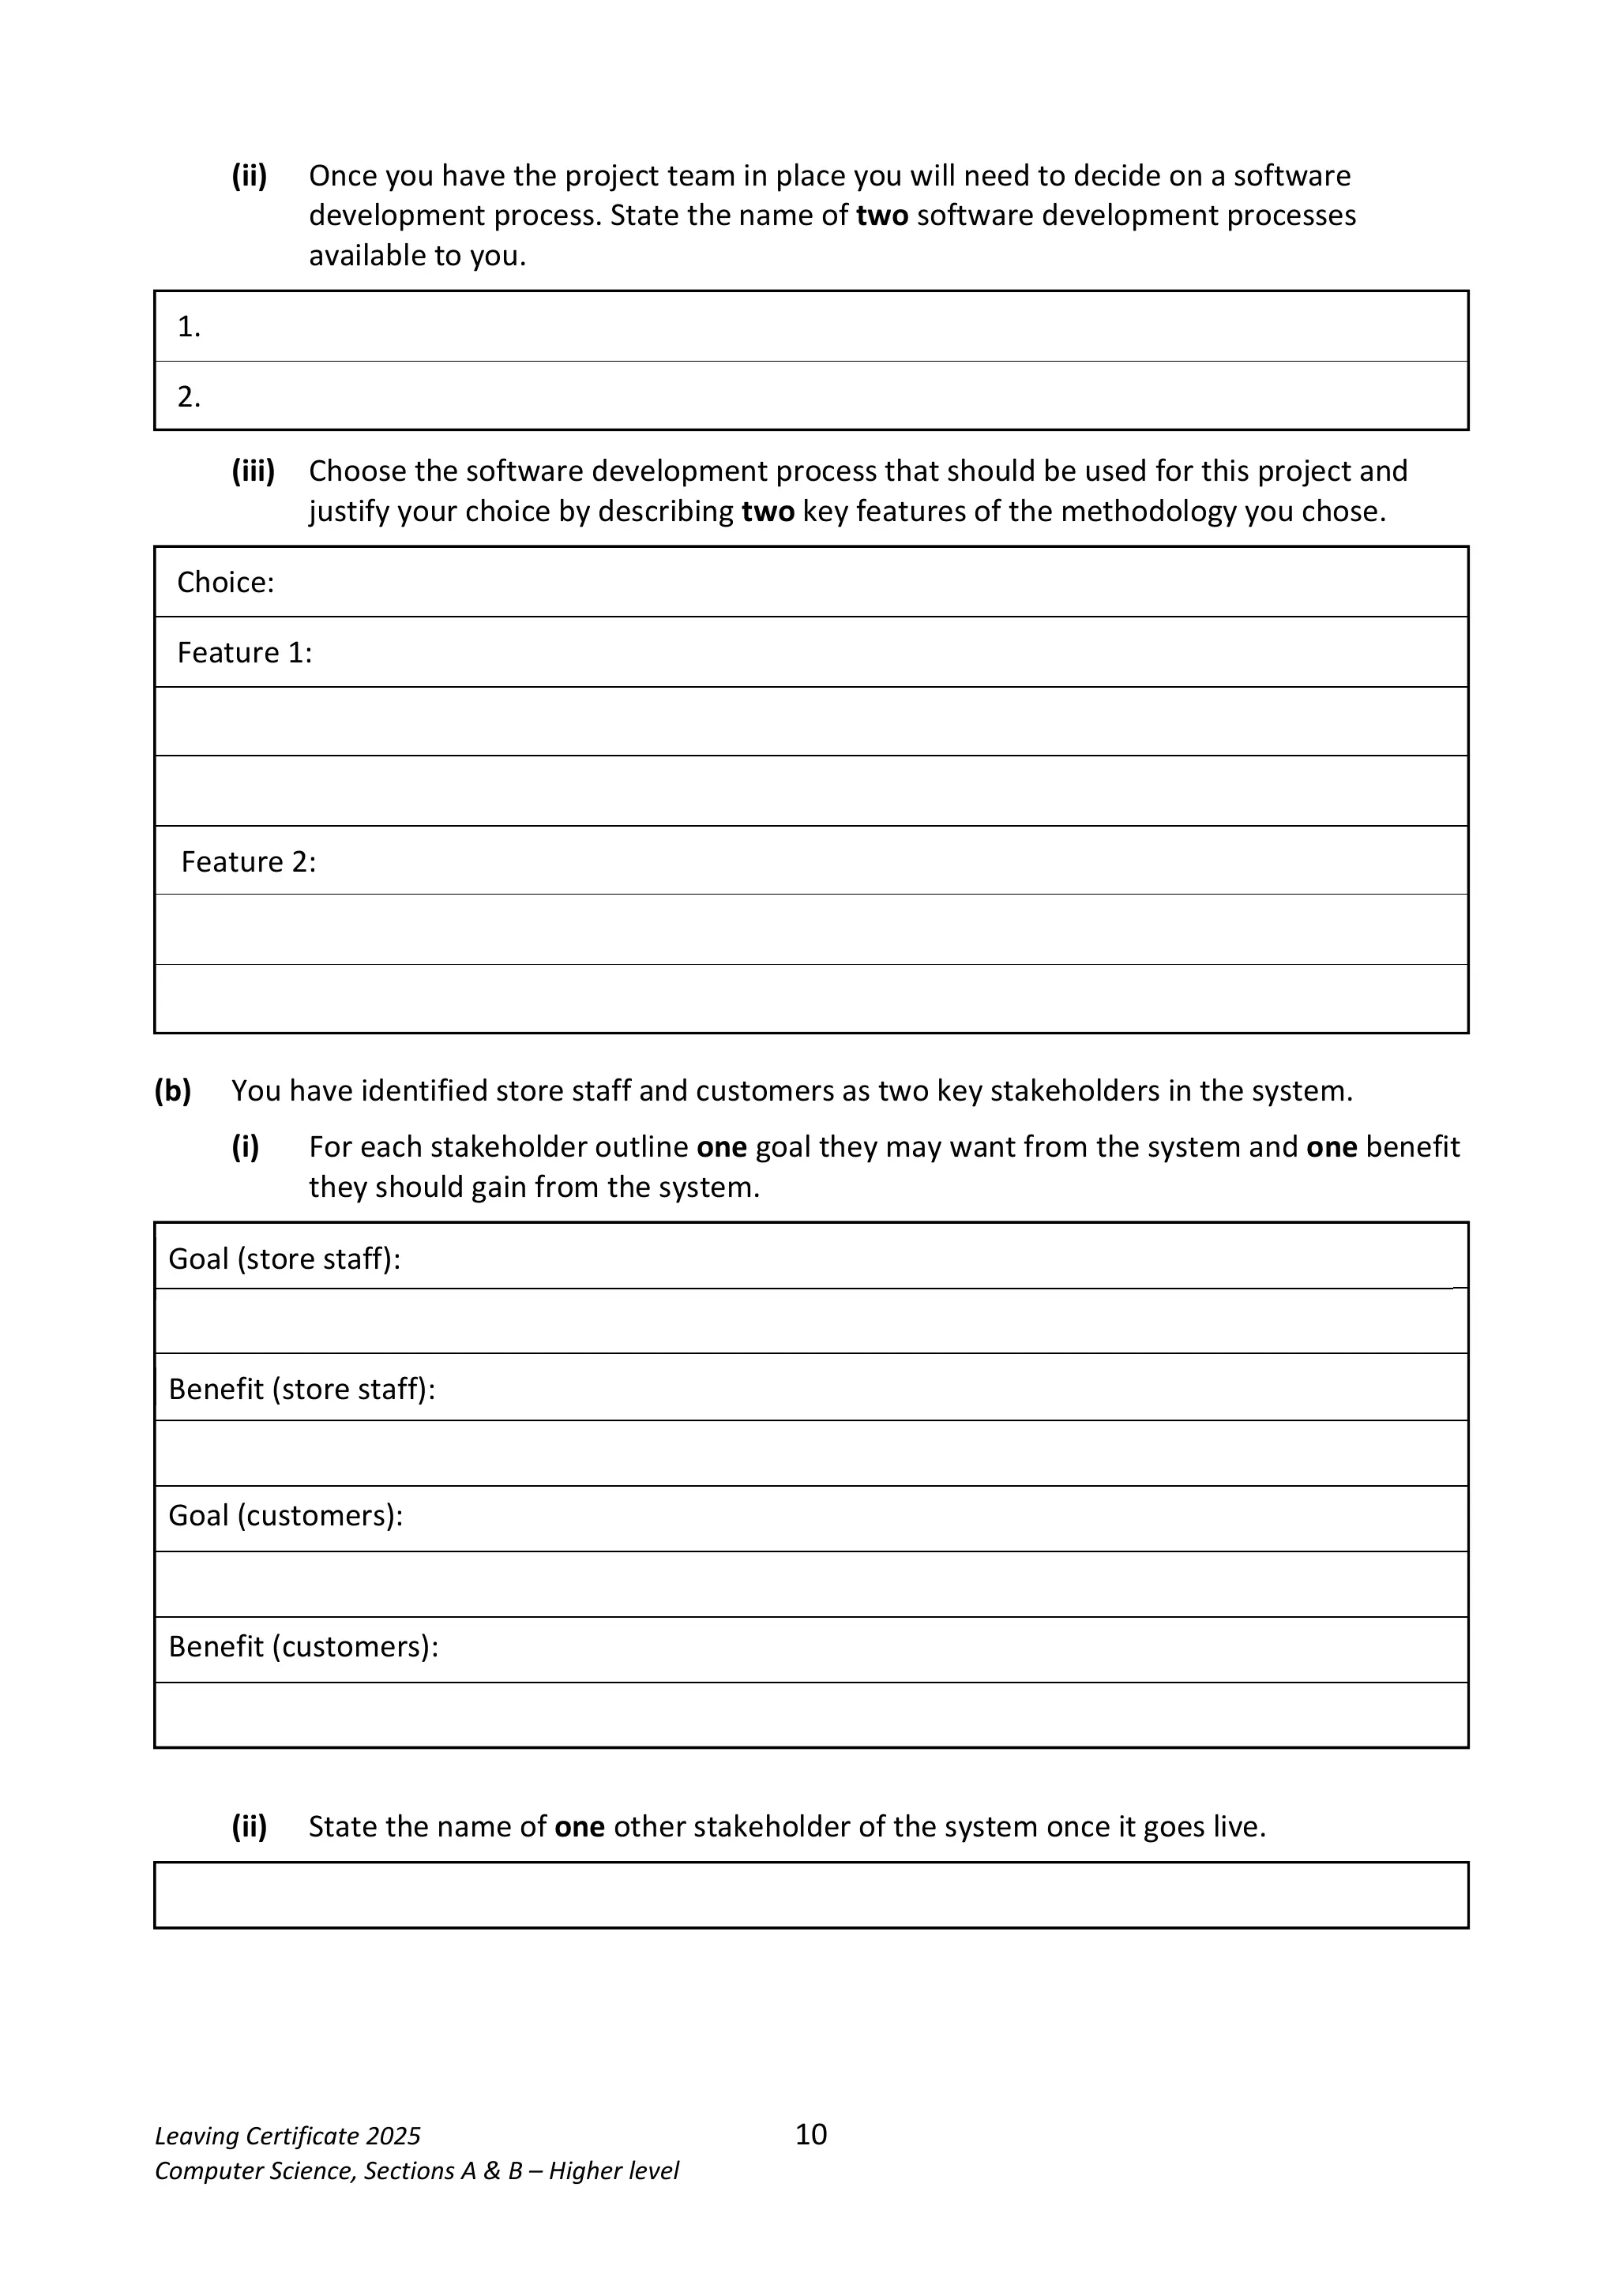 (ii) Once you have the project team in place you will need to decide on a software
development process. State the name of two software development processes
available to you.
1.
2.
(iii) Choose the software development process that should be used for this project and
justify your choice by describing two key features of the methodology you chose.
Choice:
Feature 1:
Feature 2:
(b) You have identified store staff and customers as two key stakeholders in the system.
(i) For each stakeholder outline one goal they may want from the system and one benefit
they should gain from the system.
Goal (store staff):
Benefit (store staff):
Goal (customers):
Benefit (customers):
(ii) State the name of one other stakeholder of the system once it goes live.
Leaving Certificate 2025 10
Computer Science, Sections A & B – Higher level